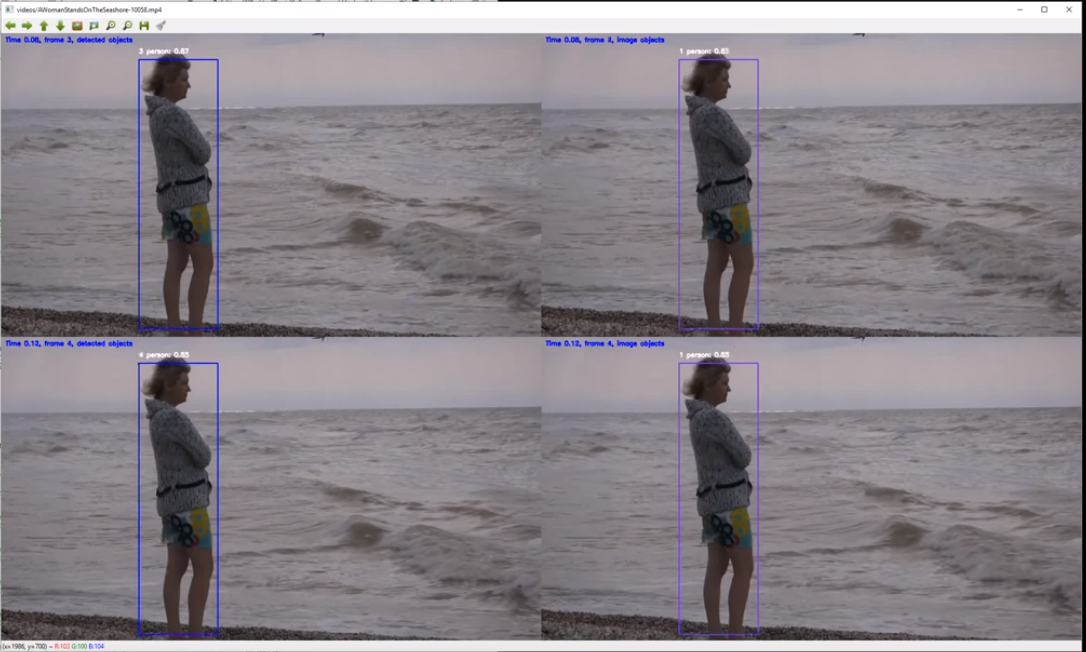 videos/AWomanStandsOnTheSeashore-10058.mp4
Time 0.08, frame 3, detected objects
3 person: 0.87
Time 0.08, frame 3, image objects
1 person: 0.85
Time 0.12, frame 4, detected objects
4 person: 0.85
Time 0.12, frame 4, image objects
1 person: 0.85
(x=1986, y=700) ~ R:103 G:100 B:104